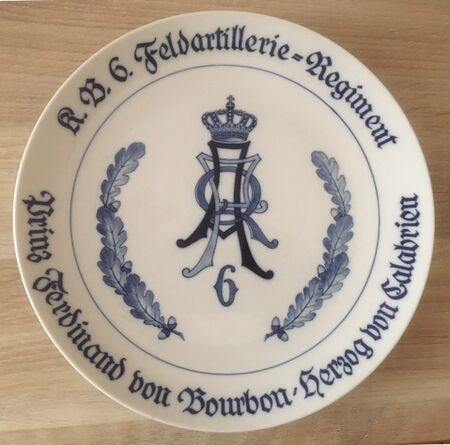 K. B. 6. Feldartillerie=Regiment
Prinz Ferdinand von Bourbon-Herzog von Calabrien
6